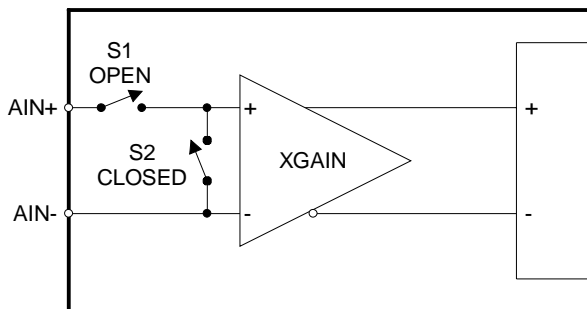 S1
OPEN
AIN+
+
+
S2
CLOSED
XGAIN
AIN-
-
-